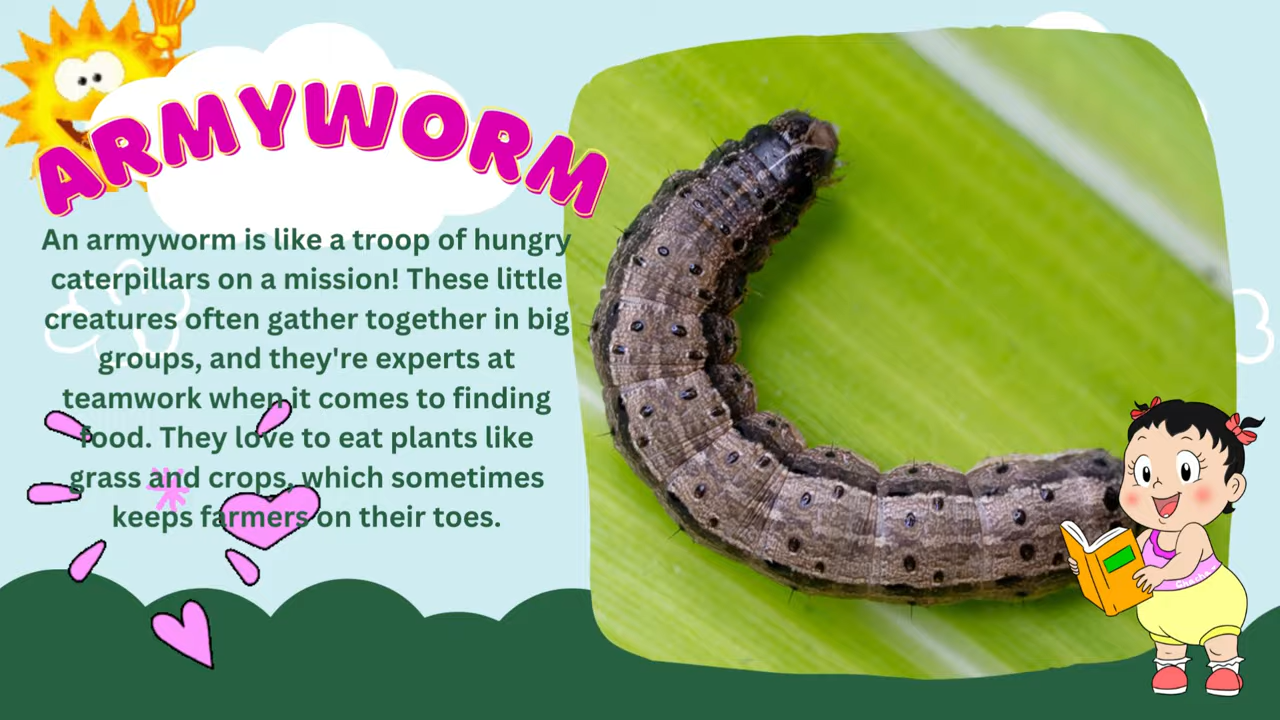 ARMYWORM
An armyworm is like a troop of hungry
caterpillars on a mission! These little
creatures often gather together in big
groups, and they're experts at
teamwork when it comes to finding
food. They love to eat plants like
grass and crops, which sometimes
keeps farmers on their toes.